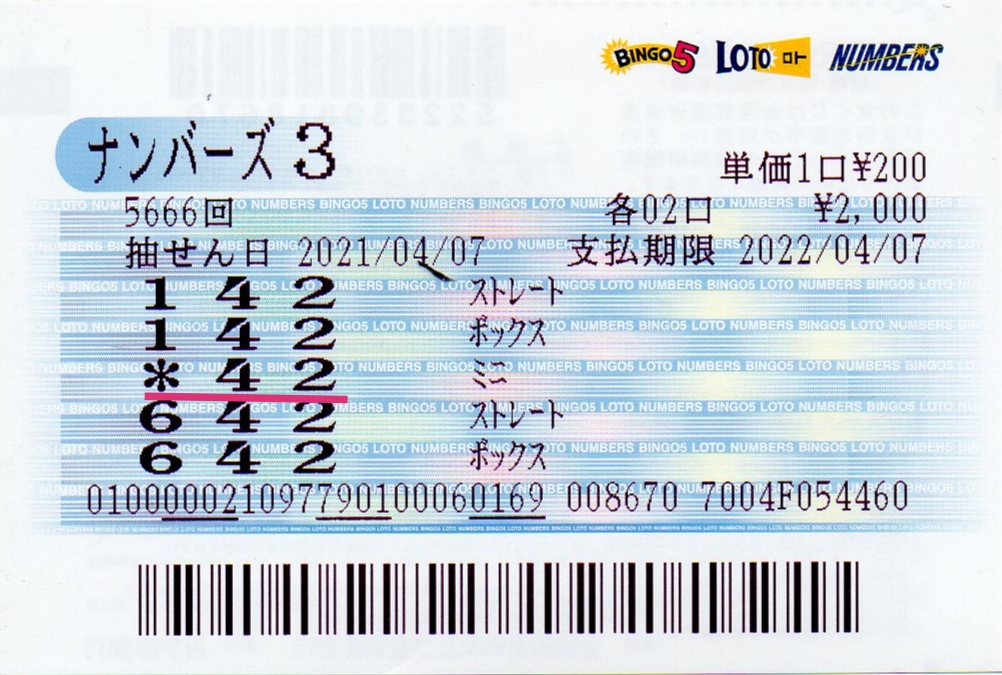 BINGO5 LOTO ロト NUMBERS
ナンバーズ3
単価1口¥200
5666回 各02口 ¥2,000
抽せん日 2021/04/07 支払期限 2022/04/07
1 4 2 ストレート
1 4 2 ボックス
* 4 2 ミニ
6 4 2 ストレート
6 4 2 ボックス
0100000210977901000600169 008670 7004F054460